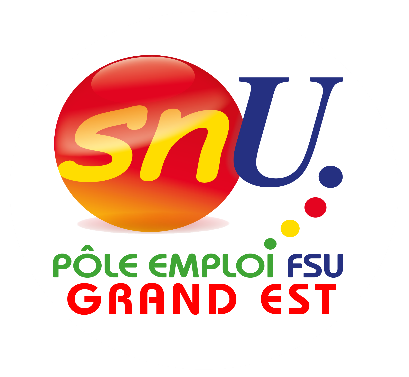 snU.
PÔLE EMPLOI FSU
GRAND EST